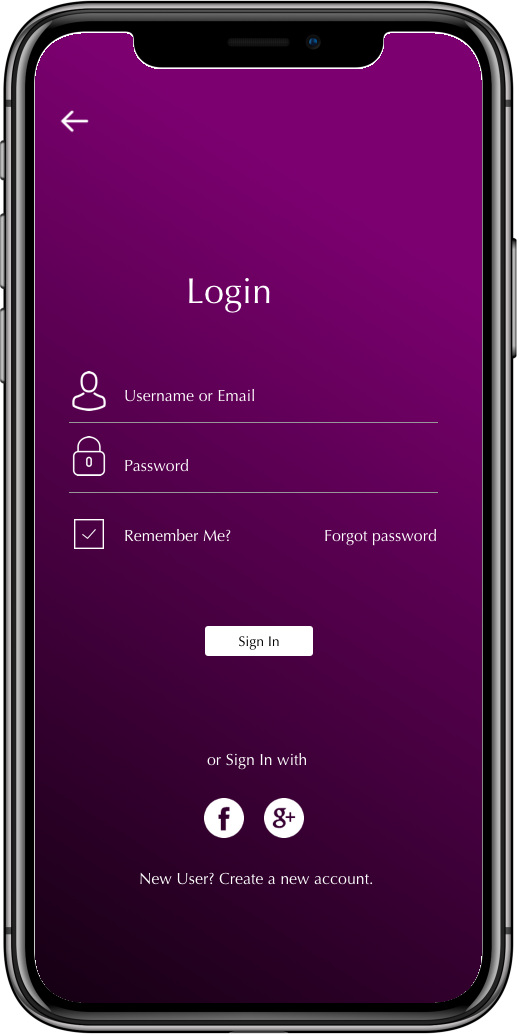 Login
Username or Email
Password
Remember Me? Forgot password
Sign In
or Sign In with
f g+
New User? Create a new account.